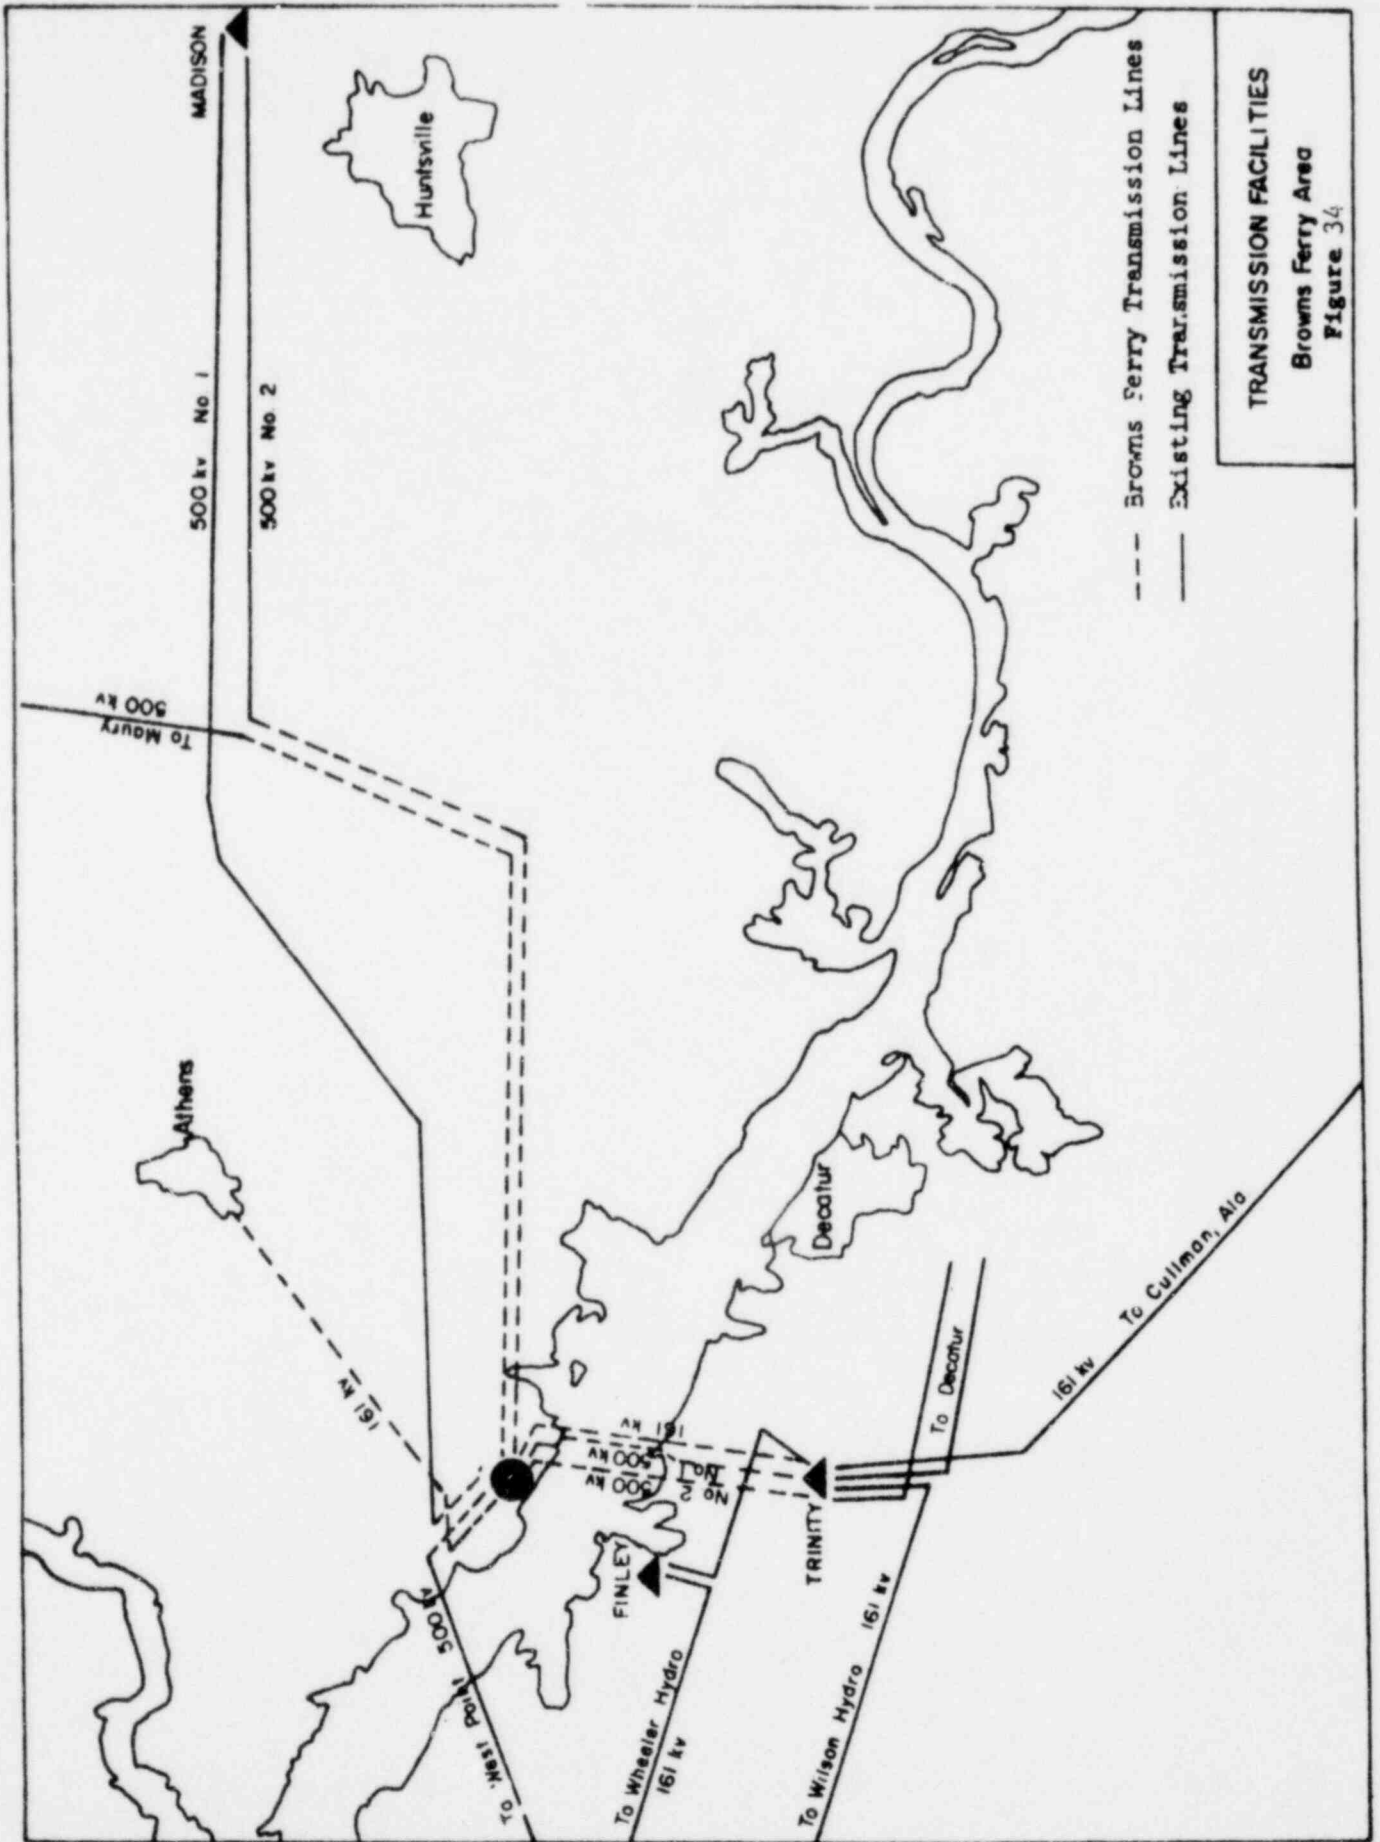 MADISON
500 kv No. 1
500 kv No. 2
Huntsville
To Maury
500 kv
Athens
161 kv
To West Point 500 kv
FINLEY
161 kv
500 kv
No. 1
500 kv
No. 2
TRINITY
Decatur
To Wheeler Hydro
161 kv
To Wilson Hydro 161 kv
To Decatur
161 kv To Cullman, Ala
--- Browns Ferry Transmission Lines
—— Existing Transmission Lines
TRANSMISSION FACILITIES
Browns Ferry Area
Figure 34